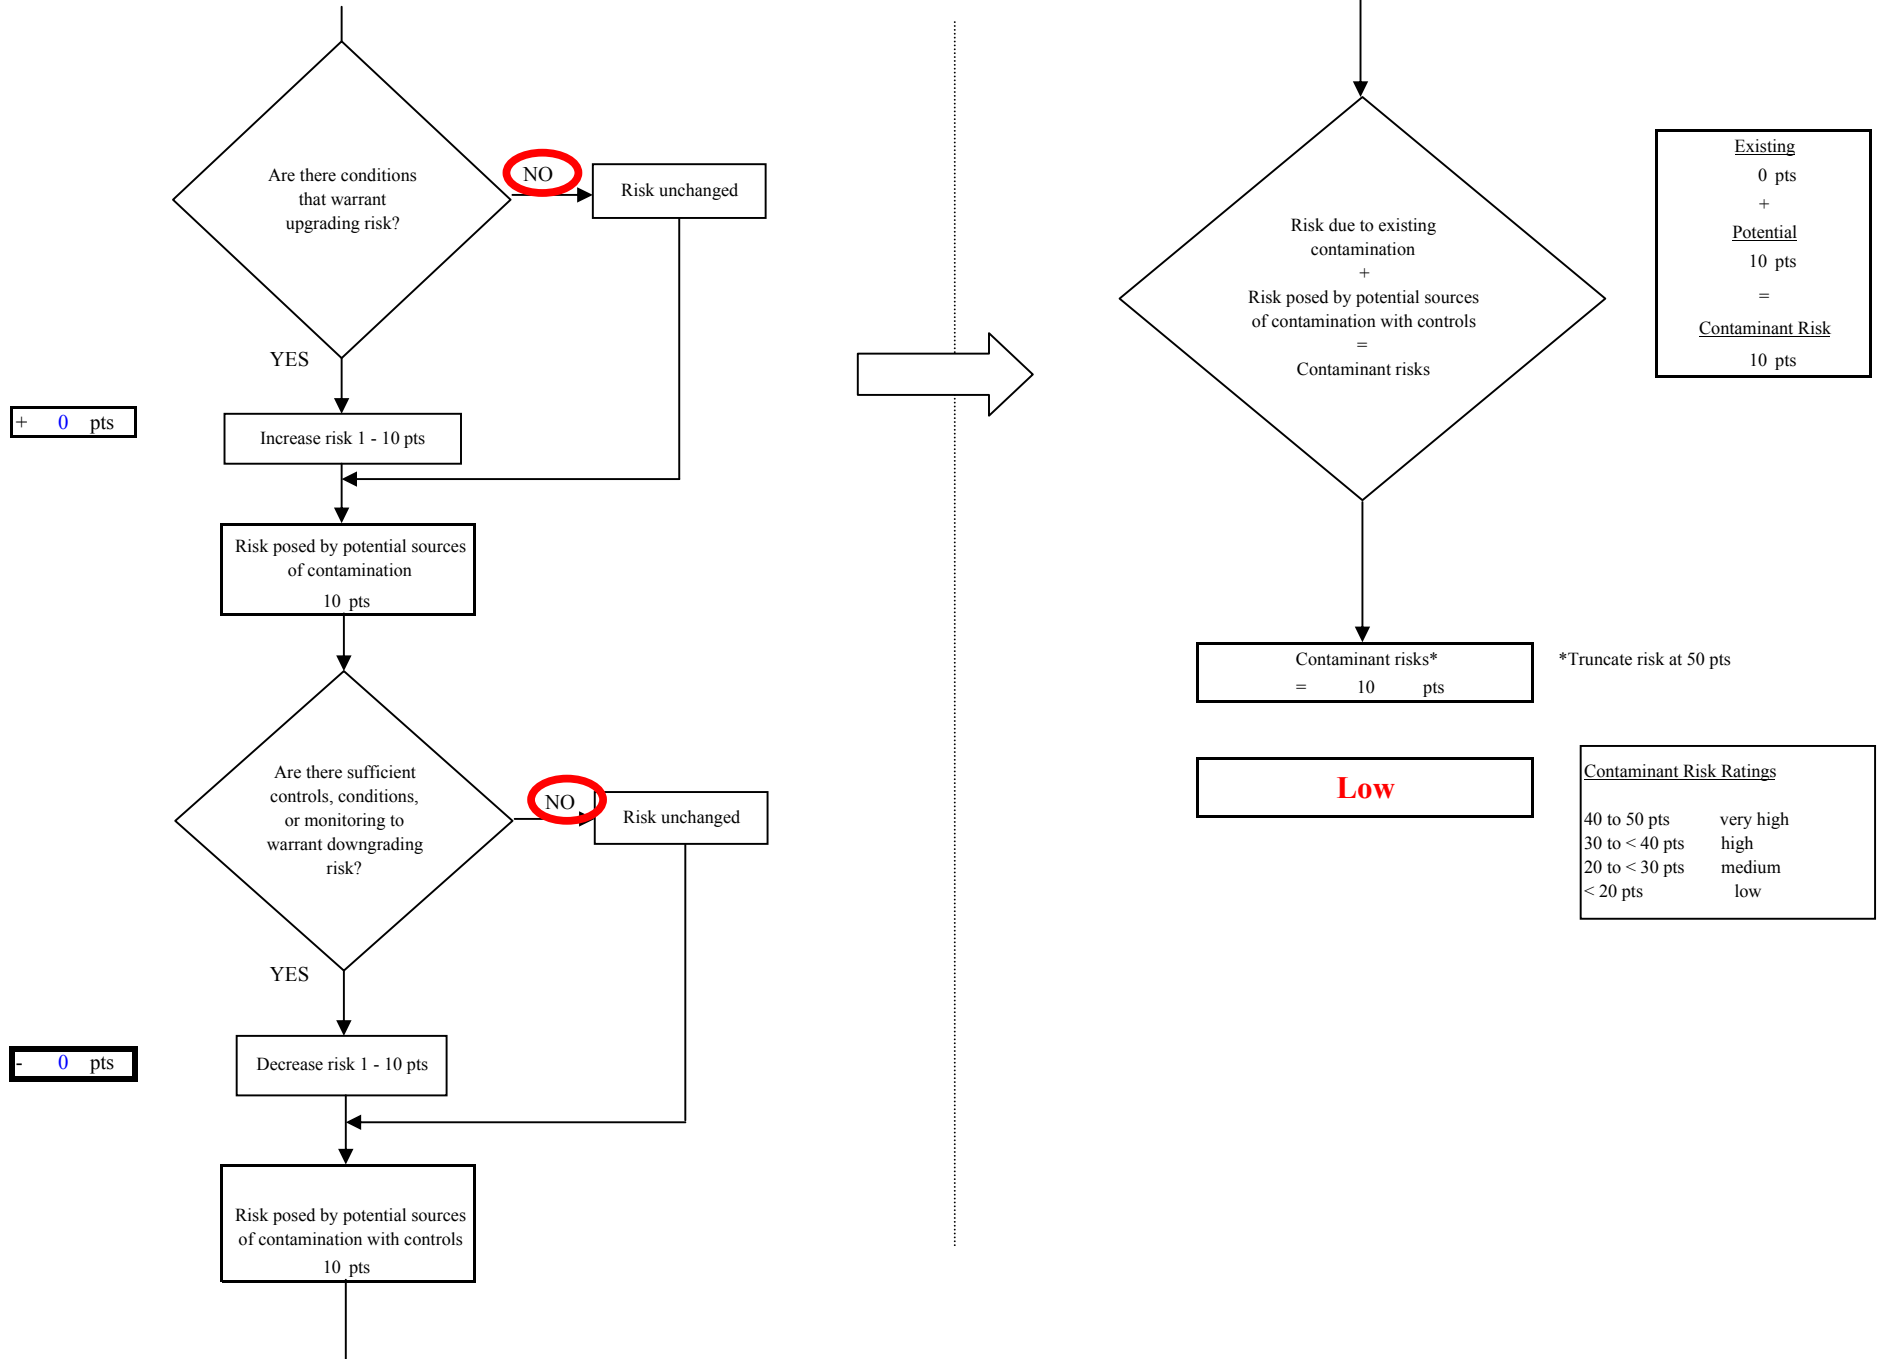 Are there conditions
that warrant
upgrading risk?
NO
Risk unchanged
YES
+ 0 pts
Increase risk 1 - 10 pts
Risk posed by potential sources
of contamination
10 pts
Are there sufficient
controls, conditions,
or monitoring to
warrant downgrading
risk?
NO
Risk unchanged
YES
- 0 pts
Decrease risk 1 - 10 pts
Risk posed by potential sources
of contamination with controls
10 pts
Risk due to existing
contamination
+
Risk posed by potential sources
of contamination with controls
=
Contaminant risks
Existing
0 pts
+
Potential
10 pts
=
Contaminant Risk
10 pts
Contaminant risks*
= 10 pts
*Truncate risk at 50 pts
Low
Contaminant Risk Ratings
40 to 50 pts very high
30 to < 40 pts high
20 to < 30 pts medium
< 20 pts low